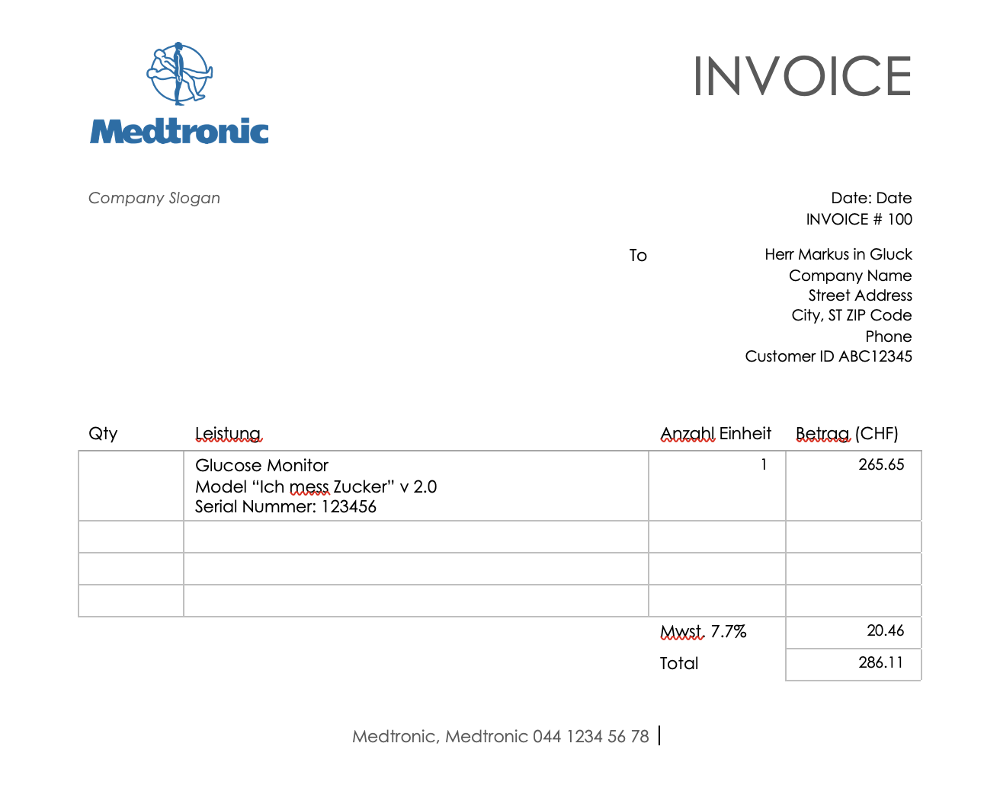 Medtronic
INVOICE
Company Slogan
Date: Date
INVOICE # 100
To
Herr Markus in Gluck
Company Name
Street Address
City, ST ZIP Code
Phone
Customer ID ABC12345
Qty Leistung Anzahl Einheit Betrag (CHF)
Glucose Monitor 1 265.65
Model “Ich mess Zucker” v 2.0
Serial Nummer: 123456
Mwst. 7.7% 20.46
Total 286.11
Medtronic, Medtronic 044 1234 56 78